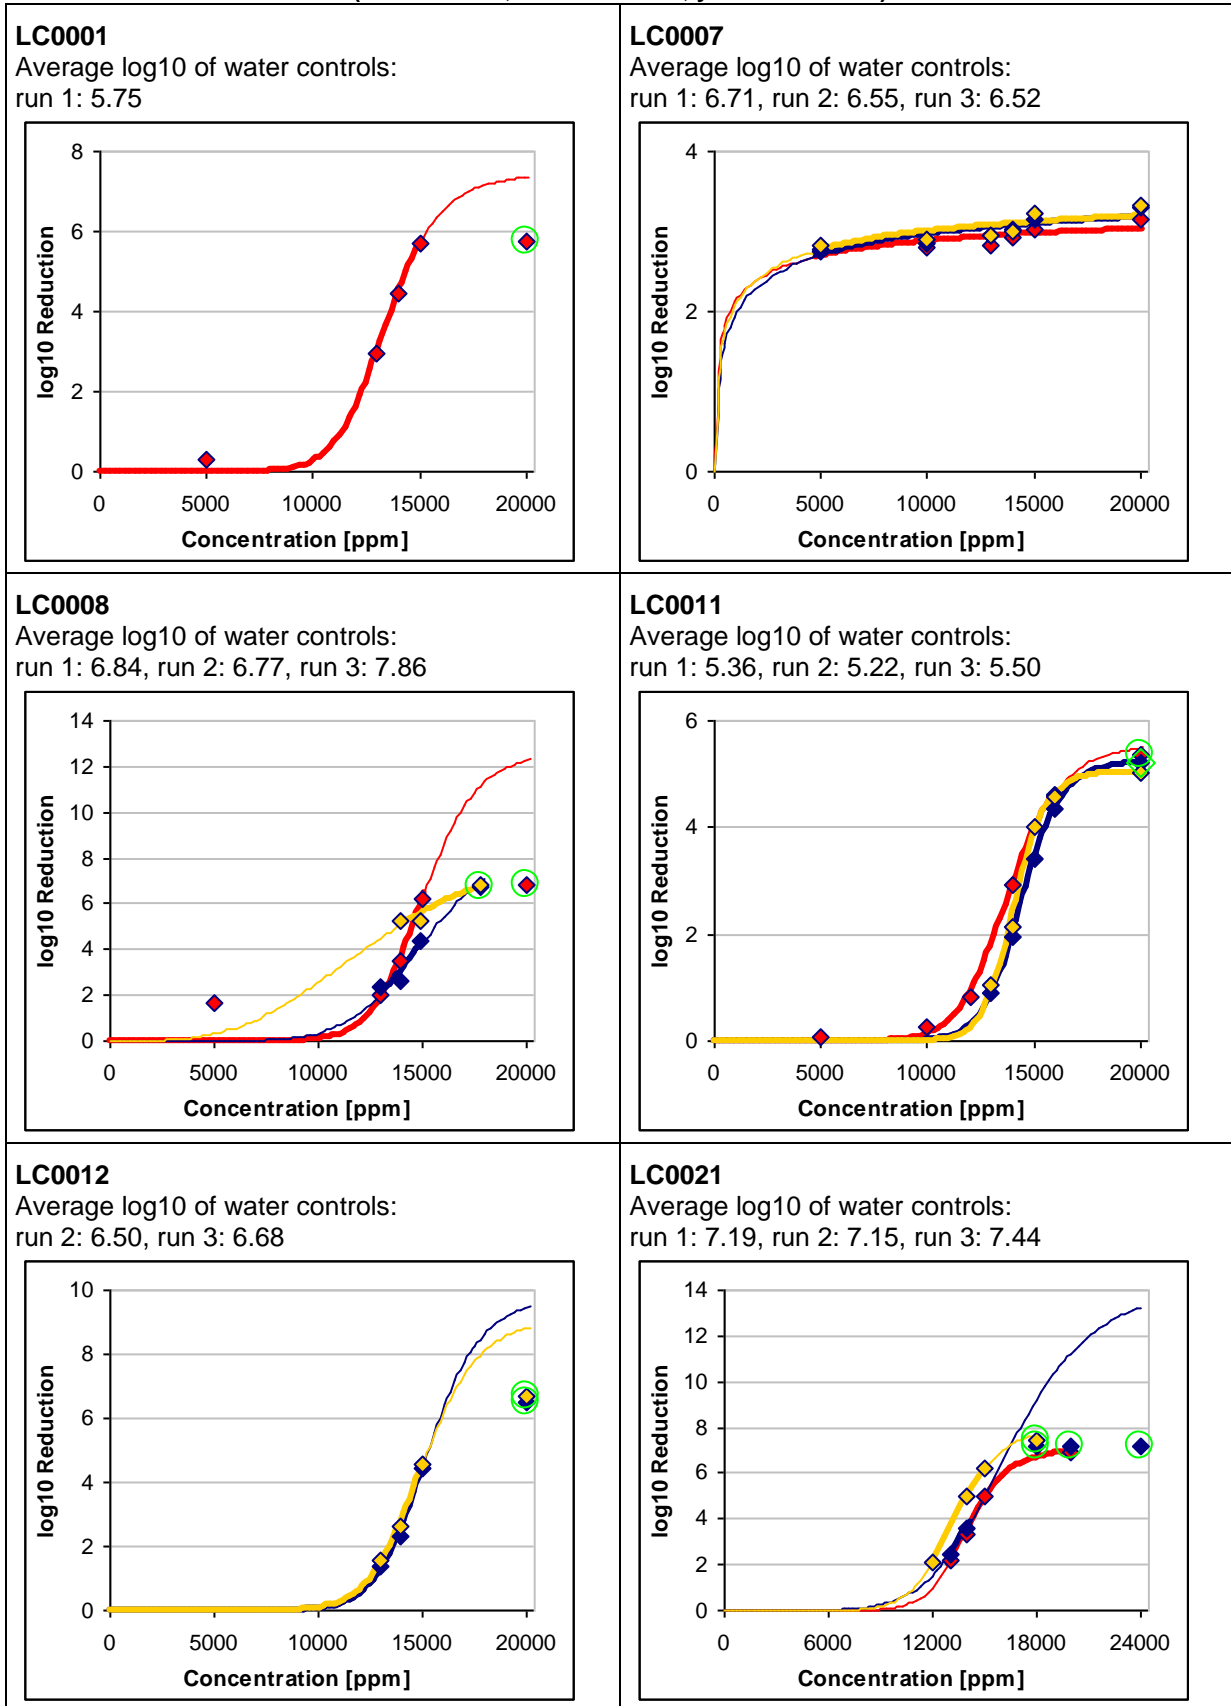 LC0001
Average log10 of water controls:
run 1: 5.75
8
6
4
2
0
0 5000 10000 15000 20000
log10 Reduction
Concentration [ppm]
LC0007
Average log10 of water controls:
run 1: 6.71, run 2: 6.55, run 3: 6.52
4
2
0
0 5000 10000 15000 20000
log10 Reduction
Concentration [ppm]
LC0008
Average log10 of water controls:
run 1: 6.84, run 2: 6.77, run 3: 7.86
14
12
10
8
6
4
2
0
0 5000 10000 15000 20000
log10 Reduction
Concentration [ppm]
LC0011
Average log10 of water controls:
run 1: 5.36, run 2: 5.22, run 3: 5.50
6
4
2
0
0 5000 10000 15000 20000
log10 Reduction
Concentration [ppm]
LC0012
Average log10 of water controls:
run 2: 6.50, run 3: 6.68
10
8
6
4
2
0
0 5000 10000 15000 20000
log10 Reduction
Concentration [ppm]
LC0021
Average log10 of water controls:
run 1: 7.19, run 2: 7.15, run 3: 7.44
14
12
10
8
6
4
2
0
0 6000 12000 18000 24000
log10 Reduction
Concentration [ppm]